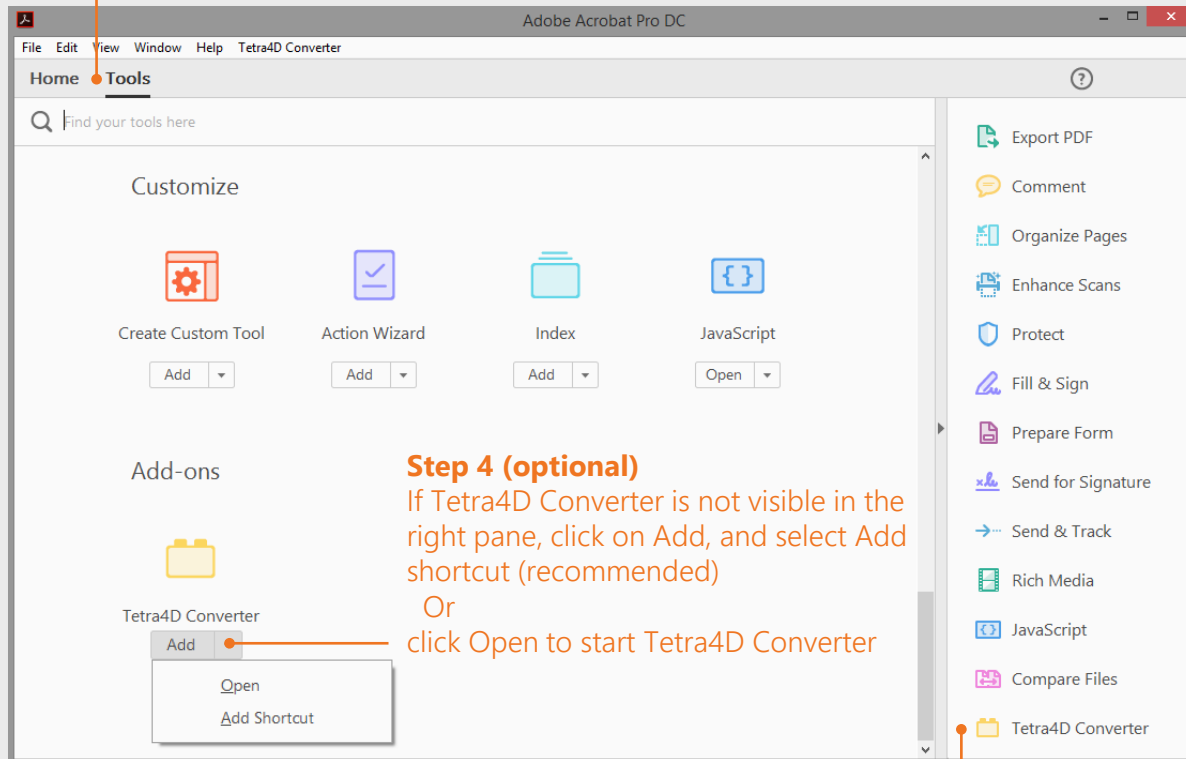 Adobe Acrobat Pro DC
File Edit View Window Help Tetra4D Converter
Home Tools
Find your tools here
Customize
Create Custom Tool Action Wizard Index JavaScript
Add Add Add Open
Add-ons
Tetra4D Converter
Add
Open
Add Shortcut
Step 4 (optional)
If Tetra4D Converter is not visible in the
right pane, click on Add, and select Add
shortcut (recommended)
Or
click Open to start Tetra4D Converter
Export PDF
Comment
Organize Pages
Enhance Scans
Protect
Fill & Sign
Prepare Form
Send for Signature
Send & Track
Rich Media
JavaScript
Compare Files
Tetra4D Converter